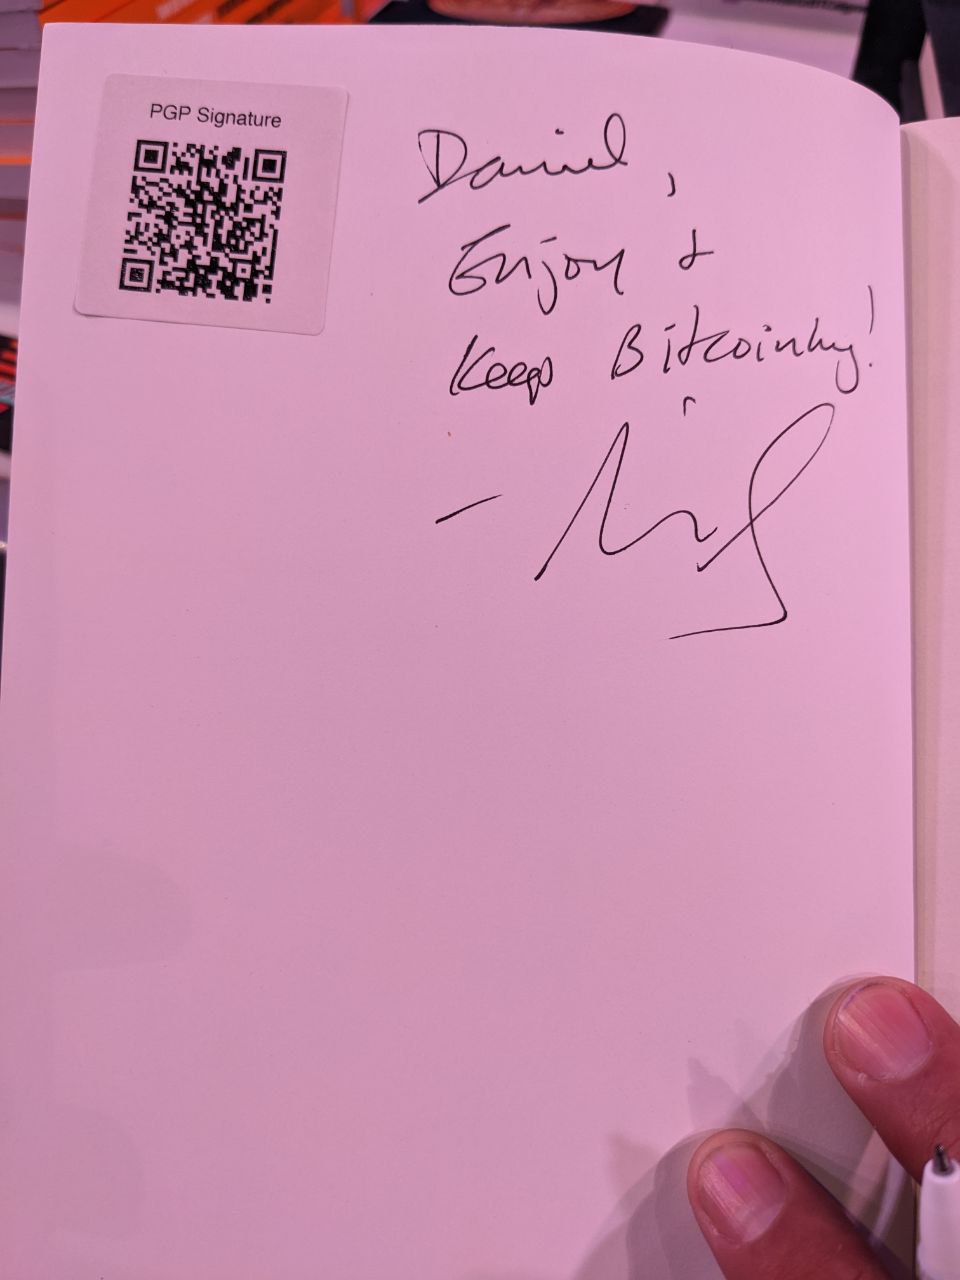 PGP Signature
Daniel,
Enjoy &
Keep Bitcoining!